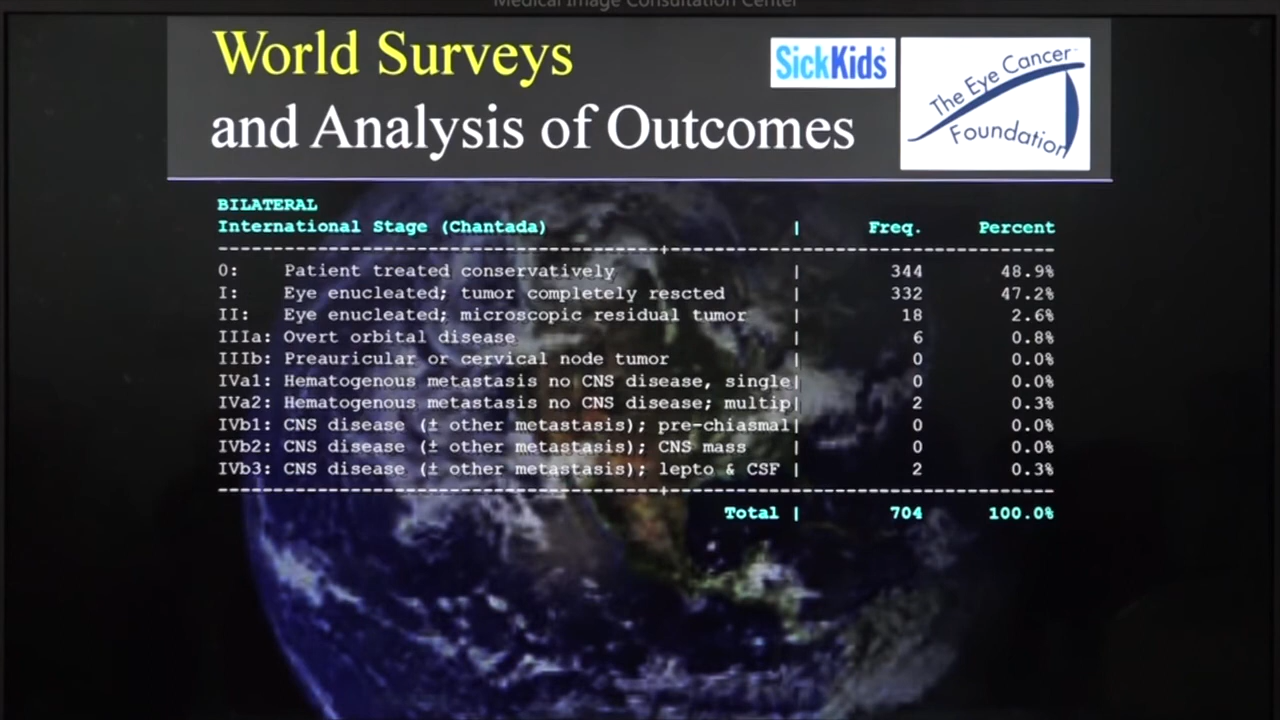 Medical Image Consultation Center
World Surveys
and Analysis of Outcomes
SickKids
The Eye Cancer
Foundation
BILATERAL
International Stage (Chantada) | Freq. Percent
0: Patient treated conservatively | 344 48.9%
I: Eye enucleated; tumor completely rescted | 332 47.2%
II: Eye enucleated; microscopic residual tumor | 18 2.6%
IIIa: Overt orbital disease | 6 0.8%
IIIb: Preauricular or cervical node tumor | 0 0.0%
IVa1: Hematogenous metastasis no CNS disease, single| 0 0.0%
IVa2: Hematogenous metastasis no CNS disease; multip| 2 0.3%
IVb1: CNS disease (± other metastasis); pre-chiasmal| 0 0.0%
IVb2: CNS disease (± other metastasis); CNS mass | 0 0.0%
IVb3: CNS disease (± other metastasis); lepto & CSF | 2 0.3%
Total | 704 100.0%